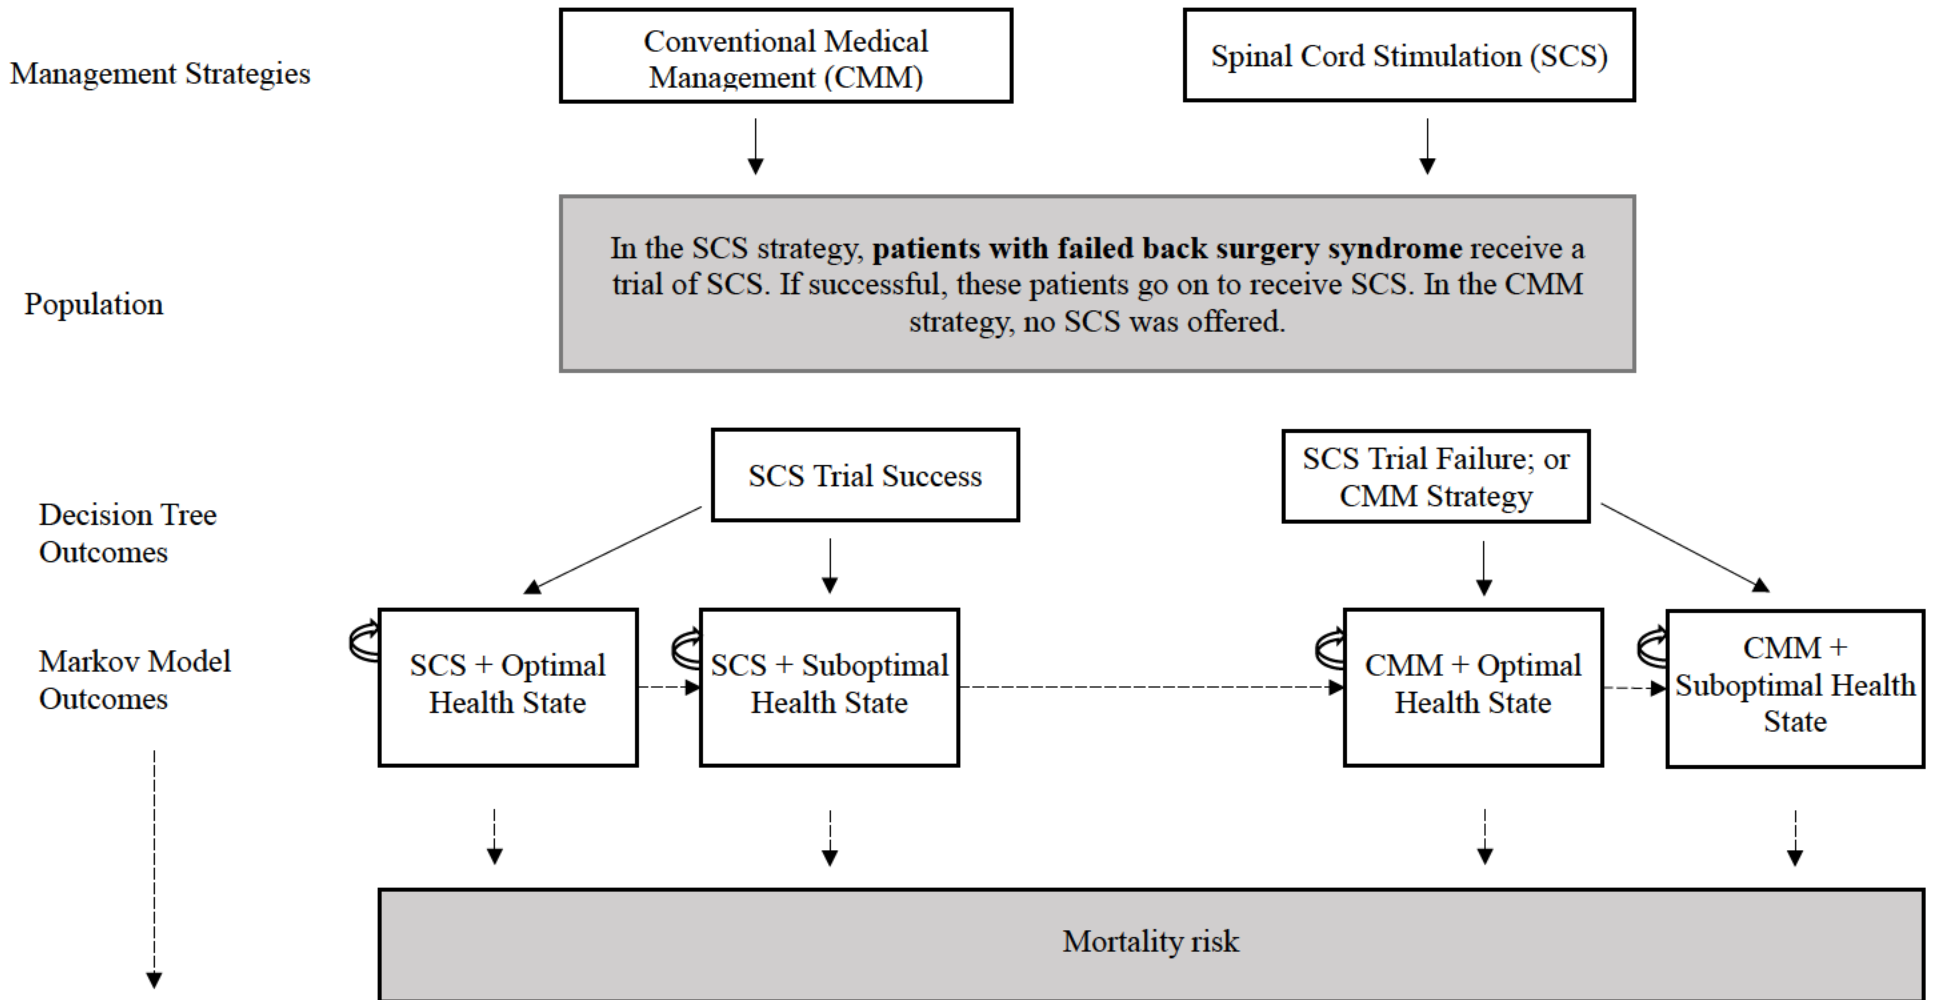 Management Strategies
Conventional Medical
Management (CMM)
Spinal Cord Stimulation (SCS)
Population
In the SCS strategy, patients with failed back surgery syndrome receive a
trial of SCS. If successful, these patients go on to receive SCS. In the CMM
strategy, no SCS was offered.
Decision Tree
Outcomes
SCS Trial Success
SCS Trial Failure; or
CMM Strategy
Markov Model
Outcomes
SCS + Optimal
Health State
SCS + Suboptimal
Health State
CMM + Optimal
Health State
CMM +
Suboptimal Health
State
Mortality risk